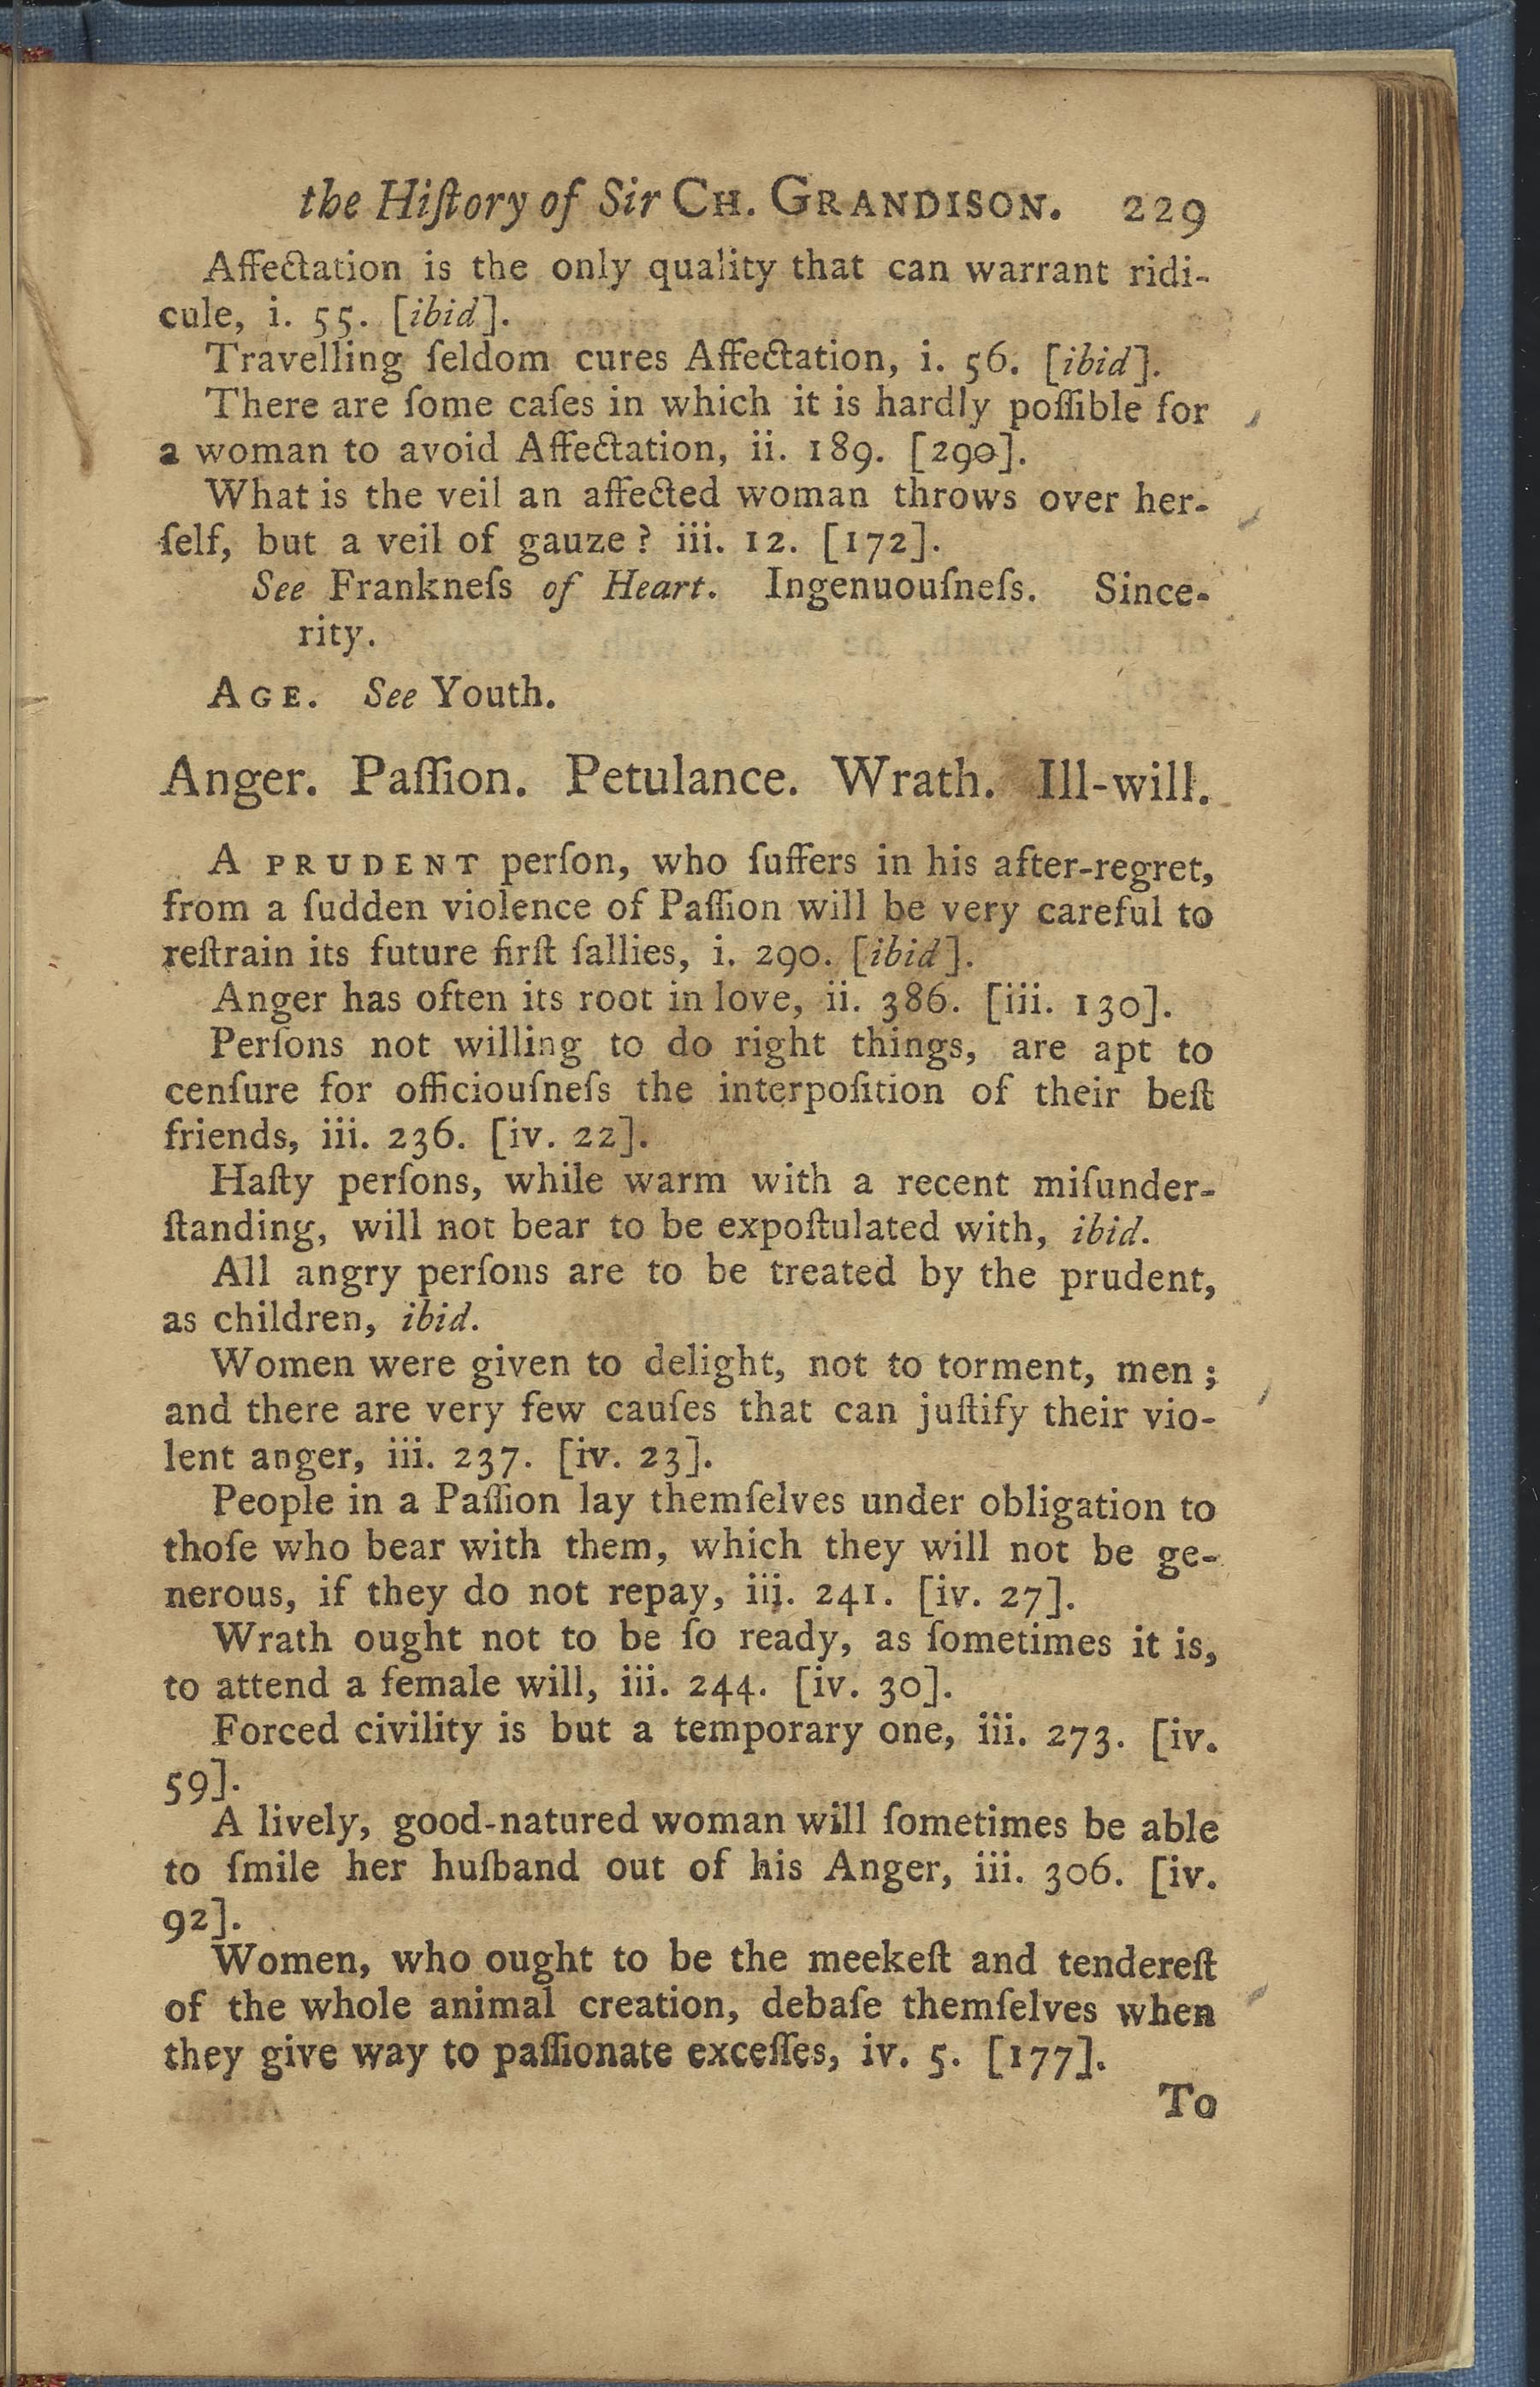 the Hiſtory of Sir CH. GRANDISON. 229
Affectation is the only quality that can warrant ridi-
cule, i. 55. [ibid].
Travelling ſeldom cures Affectation, i. 56. [ibid].
There are ſome caſes in which it is hardly poſſible for
a woman to avoid Affectation, ii. 189. [290].
What is the veil an affected woman throws over her-
ſelf, but a veil of gauze? iii. 12. [172].
See Frankneſs of Heart. Ingenuouſneſs. Since-
rity.
AGE. See Youth.
Anger. Paſſion. Petulance. Wrath. Ill-will.
A PRUDENT perſon, who ſuffers in his after-regret,
from a ſudden violence of Paſſion will be very careful to
reſtrain its future firſt ſallies, i. 290. [ibid].
Anger has often its root in love, ii. 386. [iii. 130].
Perſons not willing to do right things, are apt to
cenſure for officiouſneſs the interpoſition of their beſt
friends, iii. 236. [iv. 22].
Haſty perſons, while warm with a recent miſunder-
ſtanding, will not bear to be expoſtulated with, ibid.
All angry perſons are to be treated by the prudent,
as children, ibid.
Women were given to delight, not to torment, men;
and there are very few cauſes that can juſtify their vio-
lent anger, iii. 237. [iv. 23].
People in a Paſſion lay themſelves under obligation to
thoſe who bear with them, which they will not be ge-
nerous, if they do not repay, iii. 241. [iv. 27].
Wrath ought not to be ſo ready, as ſometimes it is,
to attend a female will, iii. 244. [iv. 30].
Forced civility is but a temporary one, iii. 273. [iv.
59].
A lively, good-natured woman will ſometimes be able
to ſmile her huſband out of his Anger, iii. 306. [iv.
92].
Women, who ought to be the meekeſt and tendereſt
of the whole animal creation, debaſe themſelves when
they give way to paſſionate exceſſes, iv. 5. [177].
To